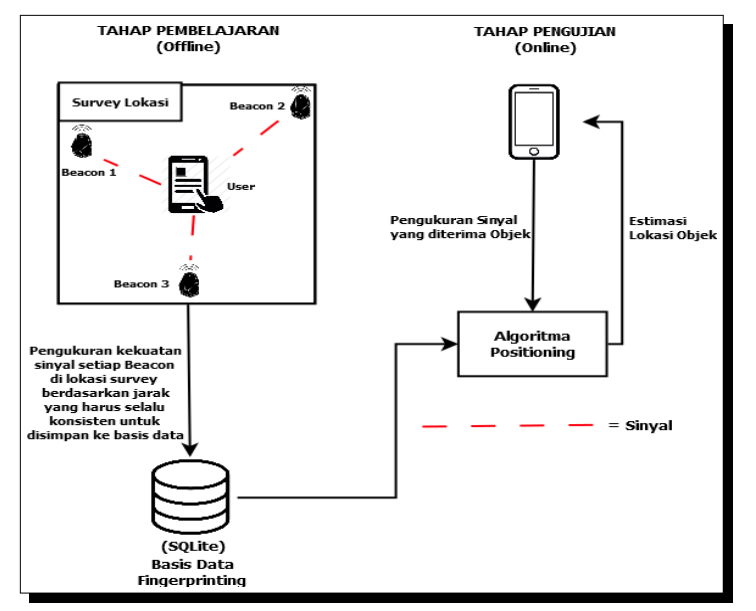 TAHAP PEMBELAJARAN
(Offline)
Survey Lokasi
Beacon 2
Beacon 1
User
Beacon 3
Pengukuran kekuatan
sinyal setiap Beacon
di lokasi survey
berdasarkan jarak
yang harus selalu
konsisten untuk
disimpan ke basis data
(SQLite)
Basis Data
Fingerprinting
TAHAP PENGUJIAN
(Online)
Pengukuran Sinyal
yang diterima Objek
Estimasi
Lokasi Objek
Algoritma
Positioning
= Sinyal